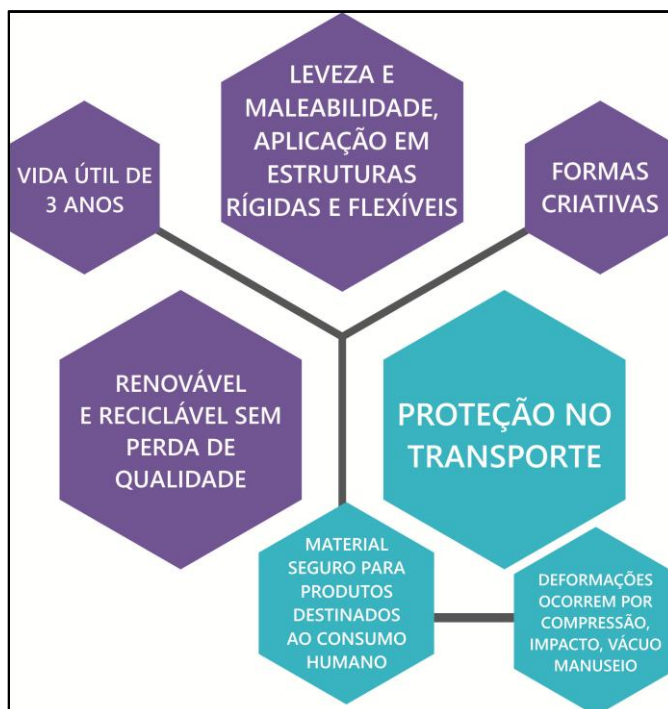 LEVEZA E
MALEABILIDADE,
APLICAÇÃO EM
ESTRUTURAS
RÍGIDAS E FLEXÍVEIS
VIDA ÚTIL DE
3 ANOS
FORMAS
CRIATIVAS
RENOVÁVEL
E RECICLÁVEL SEM
PERDA DE
QUALIDADE
PROTEÇÃO NO
TRANSPORTE
MATERIAL
SEGURO PARA
PRODUTOS
DESTINADOS
AO CONSUMO
HUMANO
DEFORMAÇÕES
OCORREM POR
COMPRESSÃO,
IMPACTO, VÁCUO
MANUSEIO